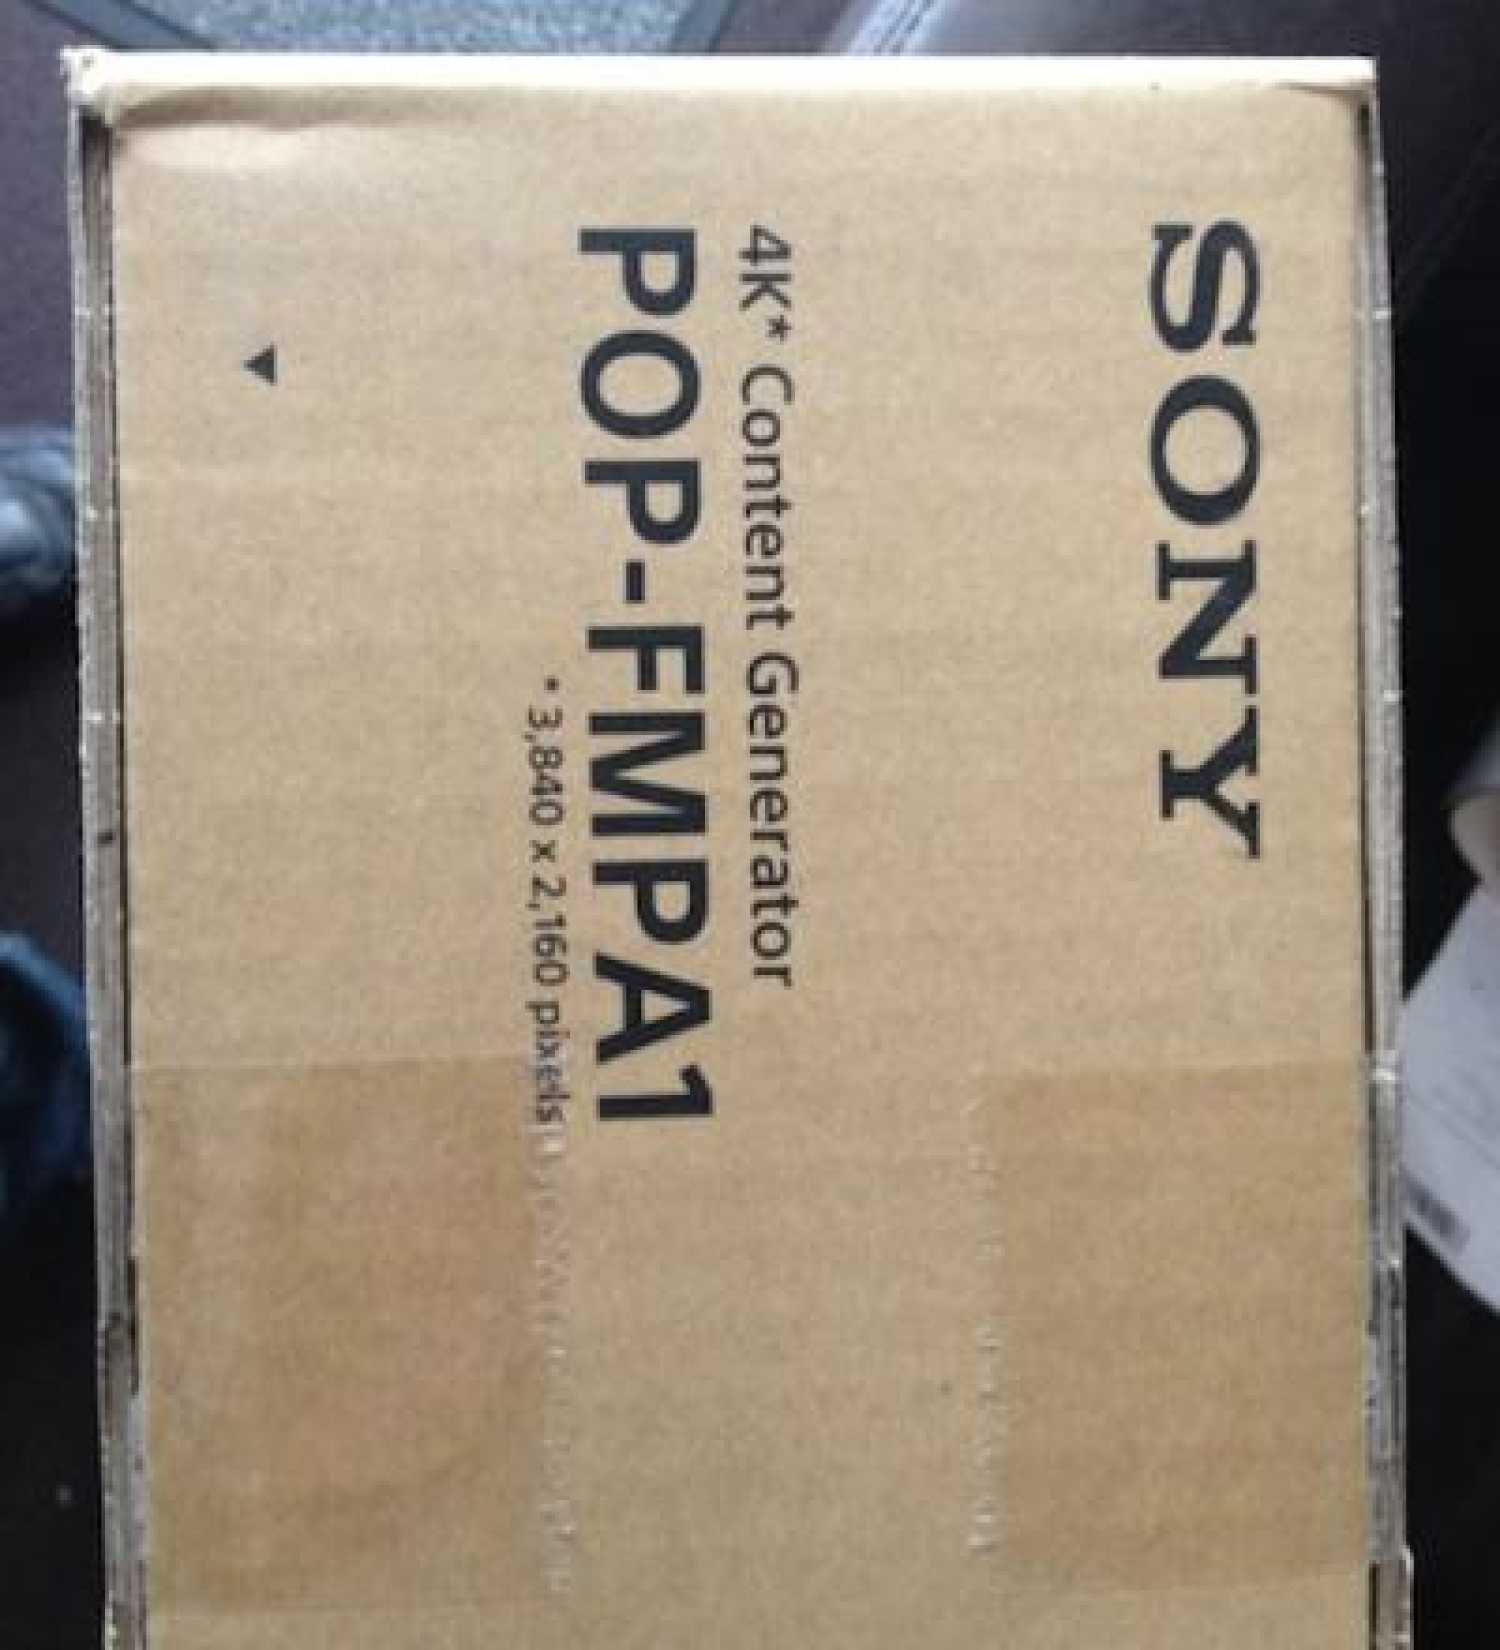 SONY
4K* Content Generator
POP-FMPA1
* 3,840 x 2,160 pixels